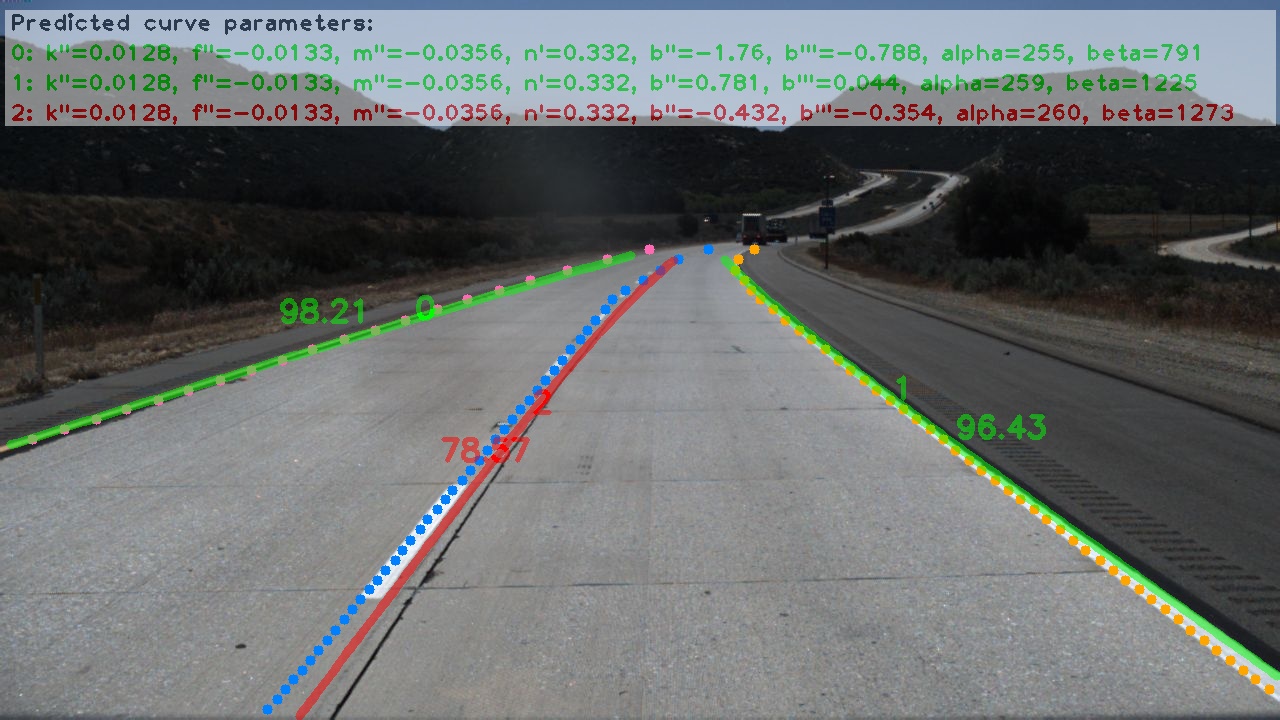 Predicted curve parameters:
0: k''=0.0128, f''=-0.0133, m''=-0.0356, n'=0.332, b''=-1.76, b'''=-0.788, alpha=255, beta=791
1: k''=0.0128, f''=-0.0133, m''=-0.0356, n'=0.332, b''=0.781, b'''=0.044, alpha=259, beta=1225
2: k''=0.0128, f''=-0.0133, m''=-0.0356, n'=0.332, b''=-0.432, b'''=-0.354, alpha=260, beta=1273
98.21 0
1
2
96.43